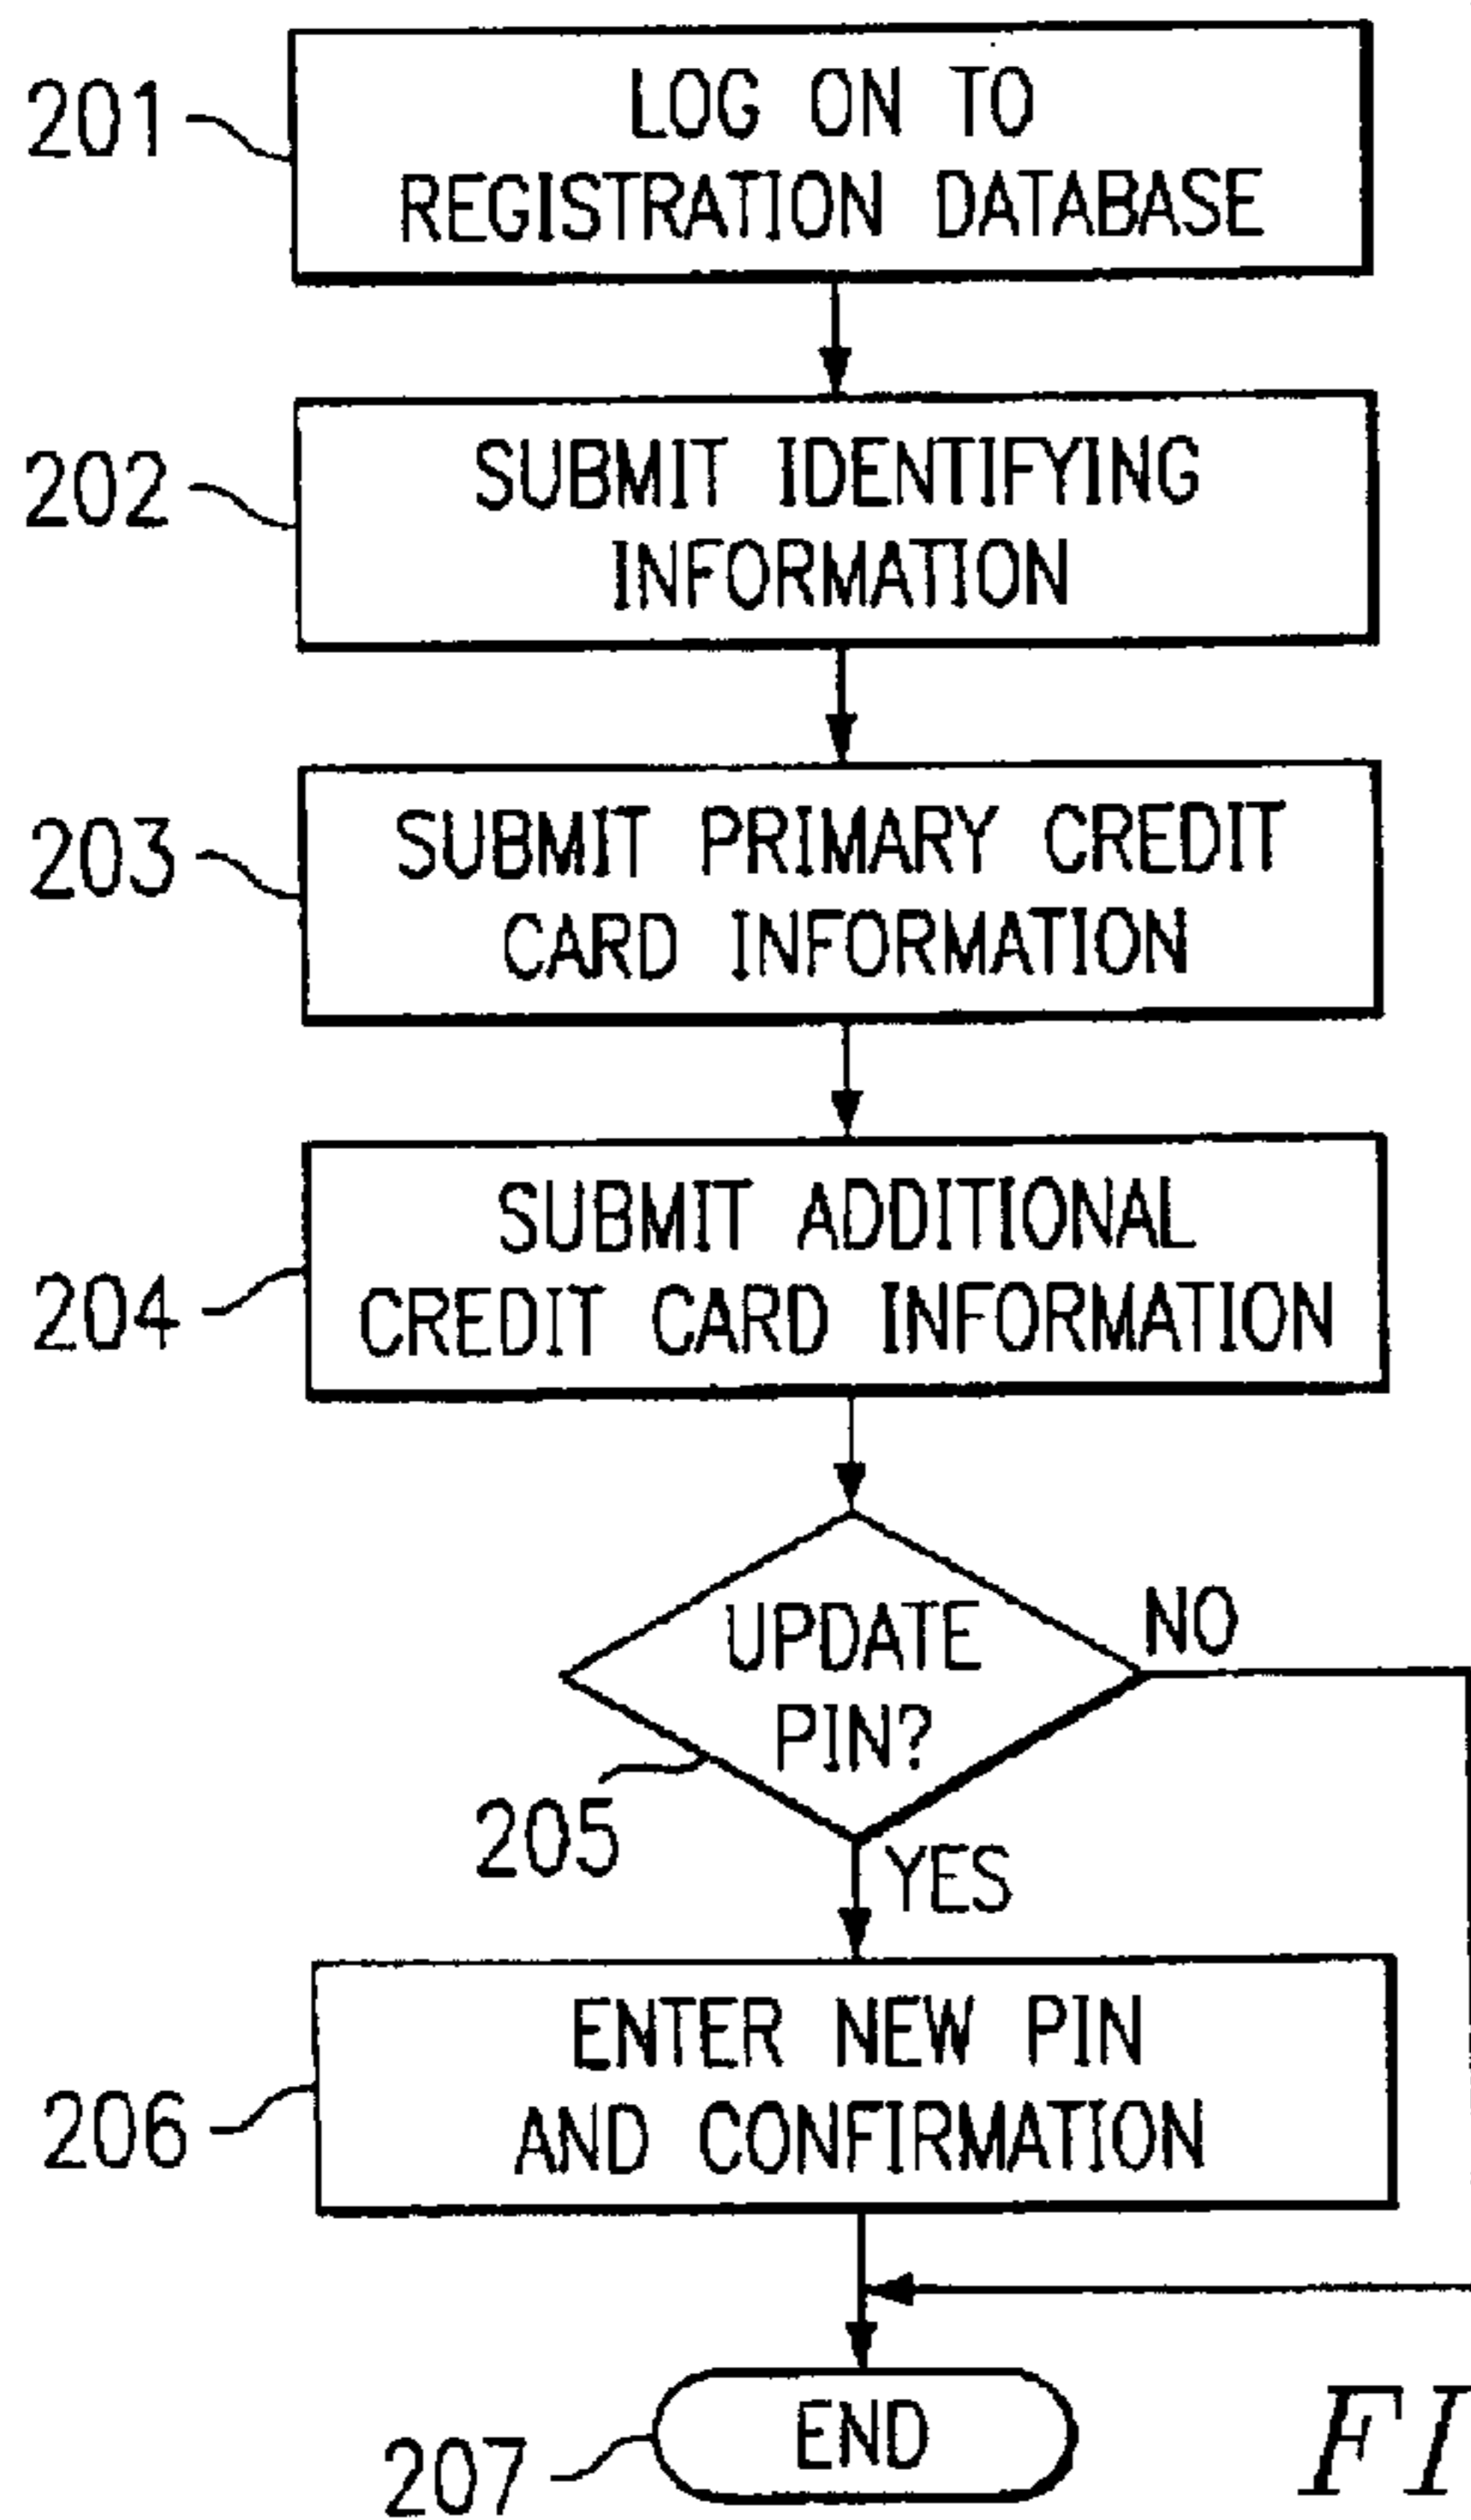 201
LOG ON TO
REGISTRATION DATABASE
202
SUBMIT IDENTIFYING
INFORMATION
203
SUBMIT PRIMARY CREDIT
CARD INFORMATION
204
SUBMIT ADDITIONAL
CREDIT CARD INFORMATION
UPDATE
PIN?
NO
205
YES
206
ENTER NEW PIN
AND CONFIRMATION
207
END
FI